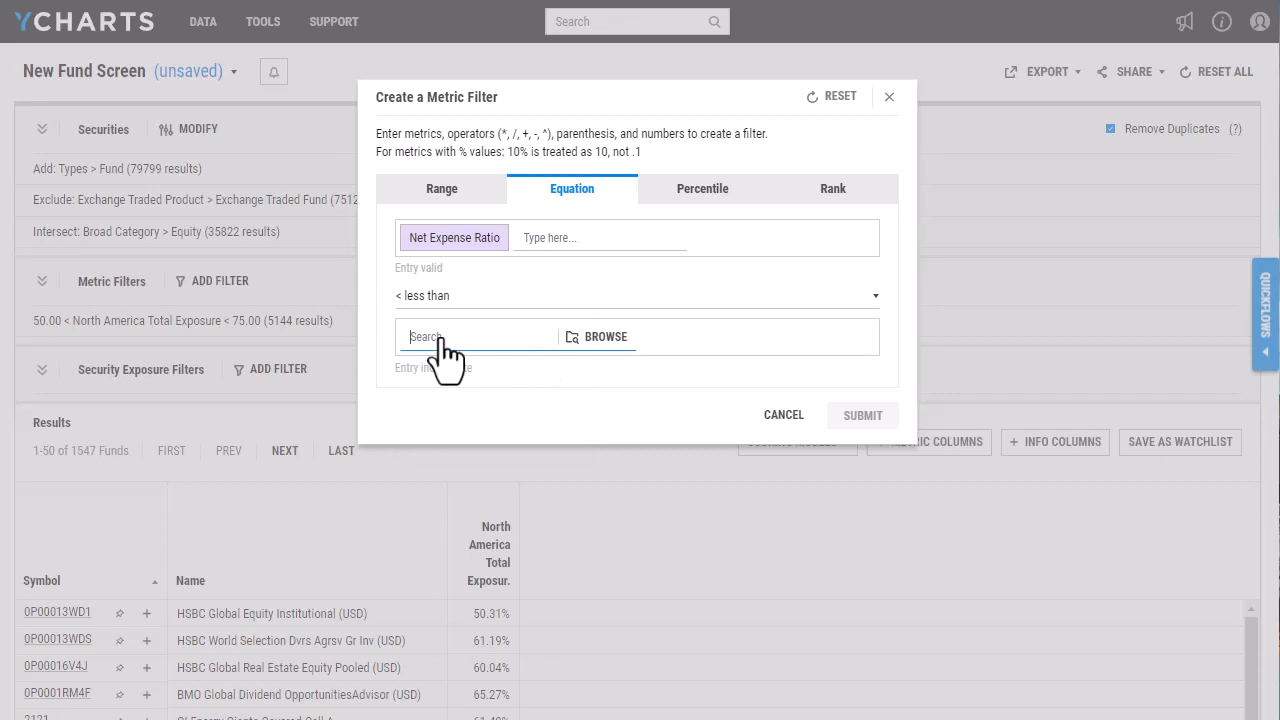 YCHARTS DATA TOOLS SUPPORT Search
New Fund Screen (unsaved) EXPORT SHARE RESET ALL
Create a Metric Filter RESET
Enter metrics, operators (*, /, +, -, ^), parenthesis, and numbers to create a filter.
For metrics with % values: 10% is treated as 10, not .1
Range Equation Percentile Rank
Net Expense Ratio Type here...
Entry valid
< less than
Search BROWSE
CANCEL SUBMIT
Securities MODIFY Remove Duplicates (?)
Add: Types > Fund (79799 results)
Exclude: Exchange Traded Product > Exchange Traded Fund (7512
Intersect: Broad Category > Equity (35822 results)
Metric Filters ADD FILTER
50.00 < North America Total Exposure < 75.00 (5144 results)
Security Exposure Filters ADD FILTER
QUICKFLOWS
Results
1-50 of 1547 Funds FIRST PREV NEXT LAST COLUMNS + INFO COLUMNS SAVE AS WATCHLIST
North
America
Total
Exposur.
Symbol Name
0P00013WD1 HSBC Global Equity Institutional (USD) 50.31%
0P00013WDS HSBC World Selection Dvrs Agrsv Gr Inv (USD) 61.19%
0P00016V4J HSBC Global Real Estate Equity Pooled (USD) 60.04%
0P0001RM4F BMO Global Dividend OpportunitiesAdvisor (USD) 65.27%